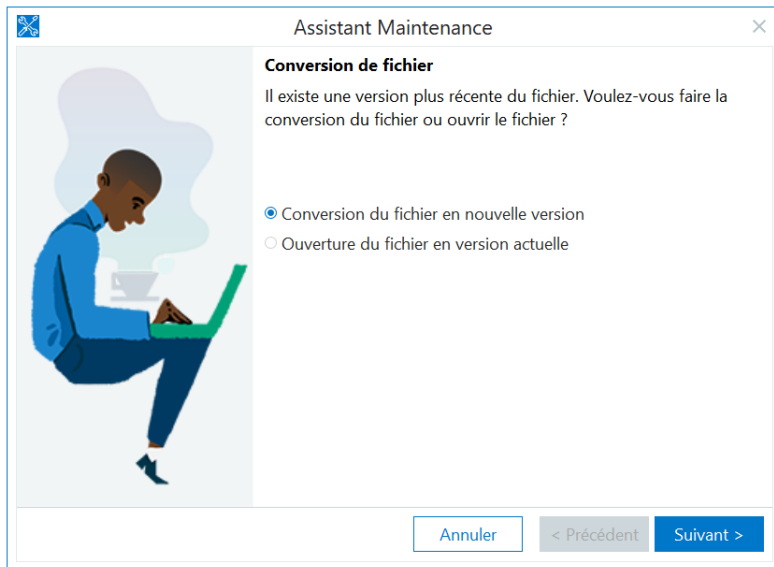 Assistant Maintenance
Conversion de fichier
Il existe une version plus récente du fichier. Voulez-vous faire la
conversion du fichier ou ouvrir le fichier ?
Conversion du fichier en nouvelle version
Ouverture du fichier en version actuelle
Annuler
< Précédent
Suivant >